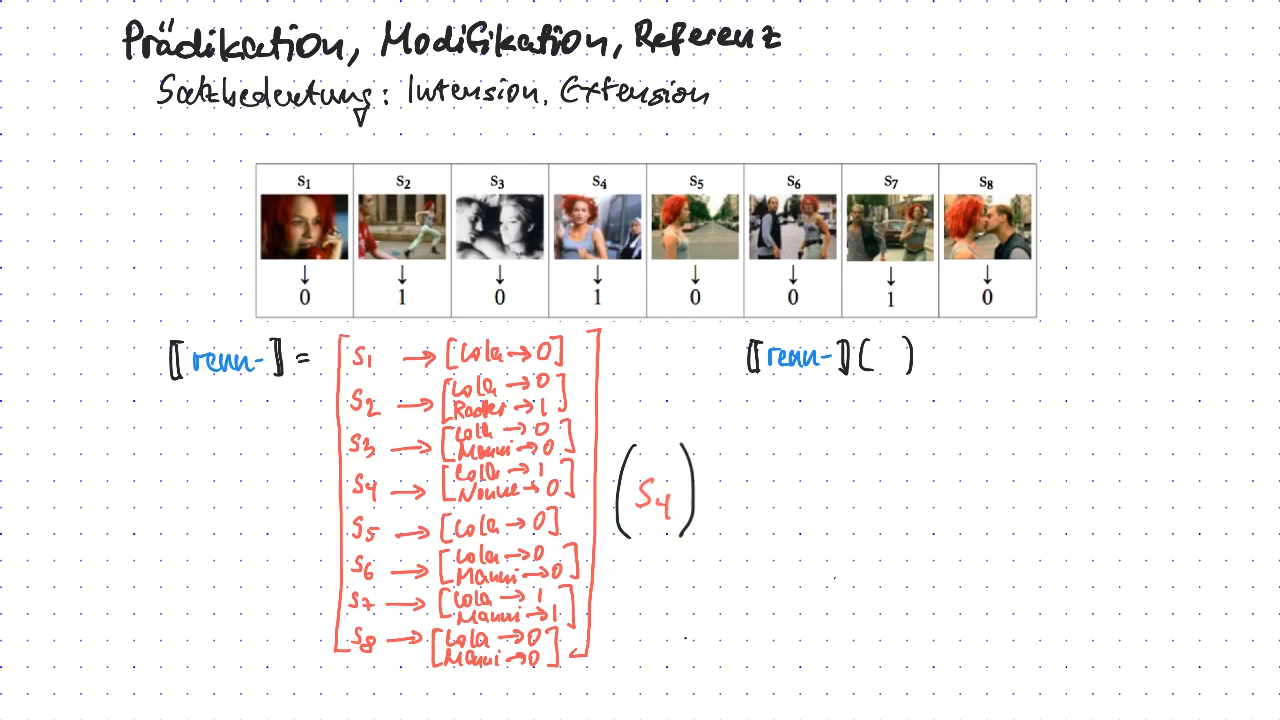 Prädikation, Modifikation, Referenz
Satzbedeutung: Intension, Extension
S1 S2 S3 S4 S5 S6 S7 S8
↓ ↓ ↓ ↓ ↓ ↓ ↓ ↓
0 1 0 1 0 0 1 0
⟦renn-⟧ =
S1 → [Lola → 0]
S2 → [Lola → 0
Radler → 1]
S3 → [Lola → 0
Manni → 0]
S4 → [Lola → 1
Nonne → 0]
S5 → [Lola → 0]
S6 → [Lola → 0
Manni → 0]
S7 → [Lola → 1
Manni → 1]
S8 → [Lola → 0
Manni → 0]
(S4)
⟦renn-⟧( )